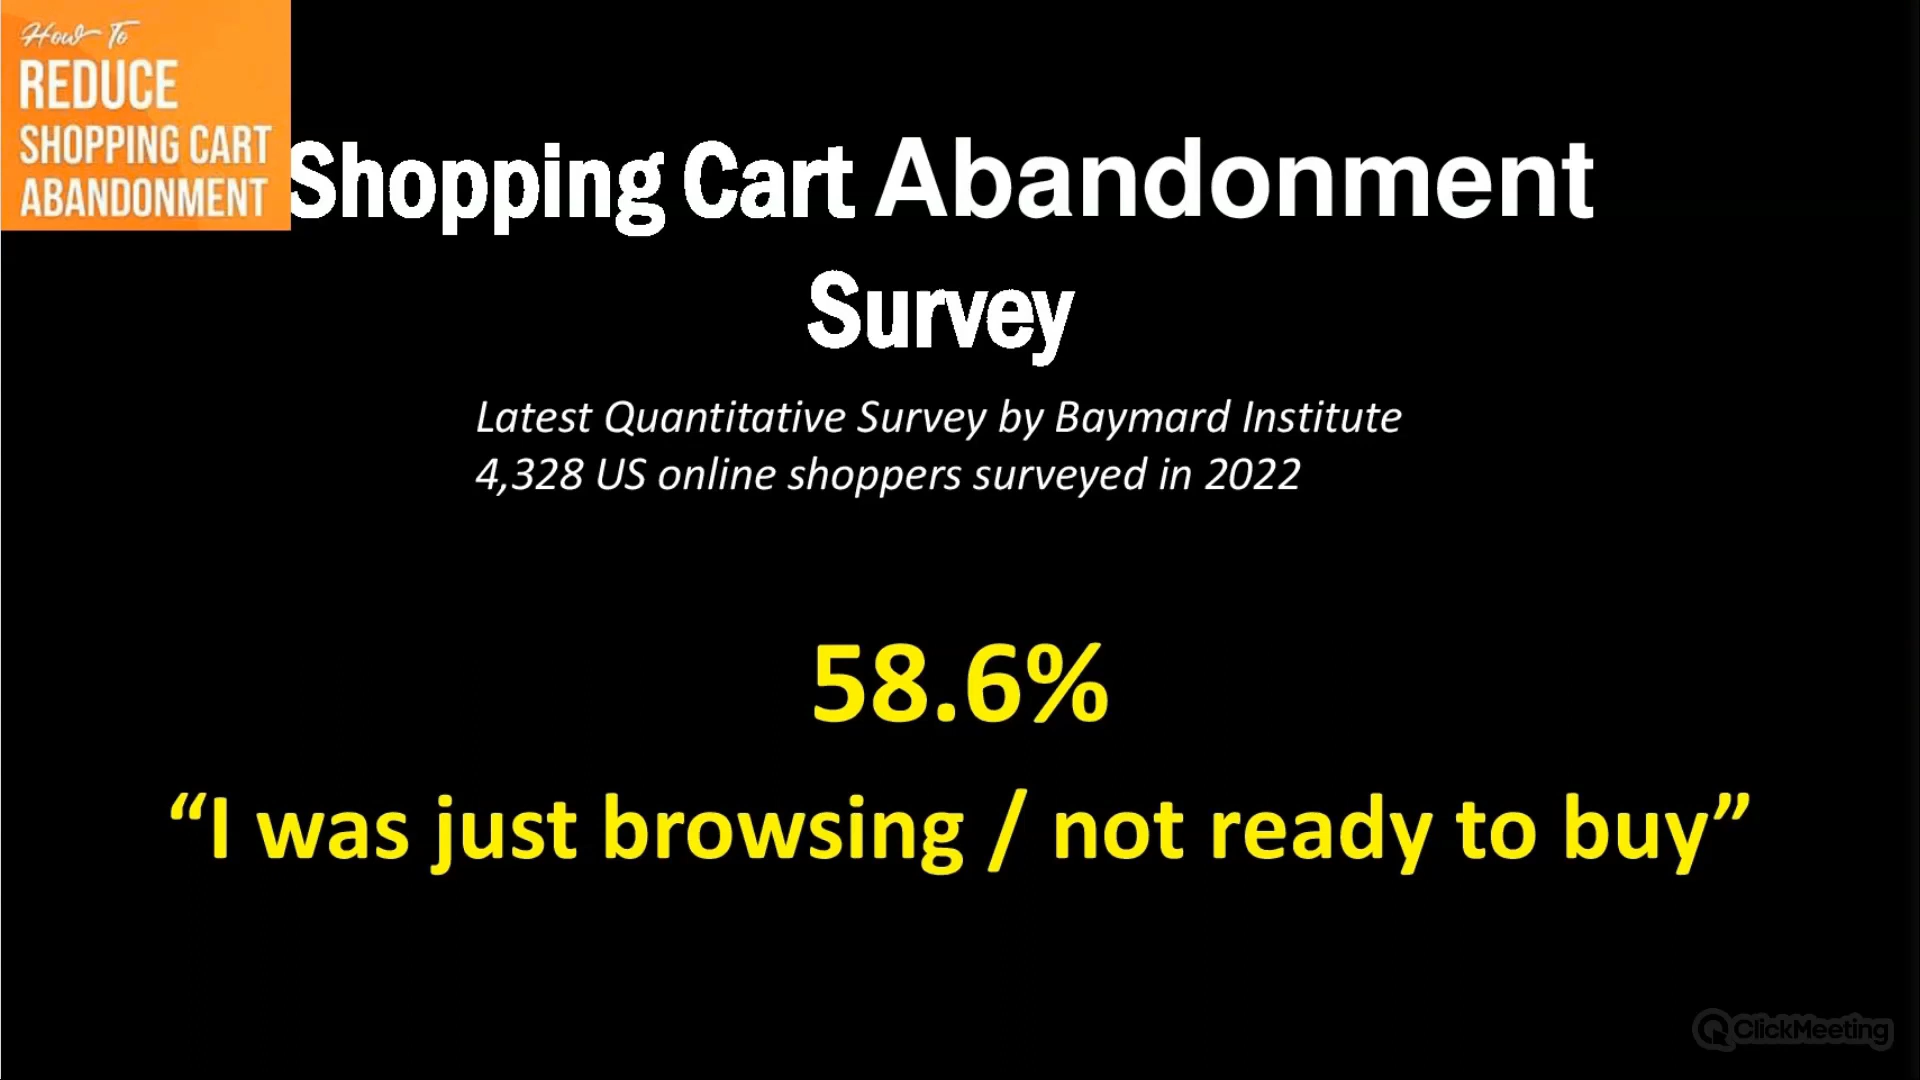 How To
REDUCE
SHOPPING CART
ABANDONMENT
Shopping Cart Abandonment
Survey
Latest Quantitative Survey by Baymard Institute
4,328 US online shoppers surveyed in 2022
58.6%
“I was just browsing / not ready to buy”
ClickMeeting